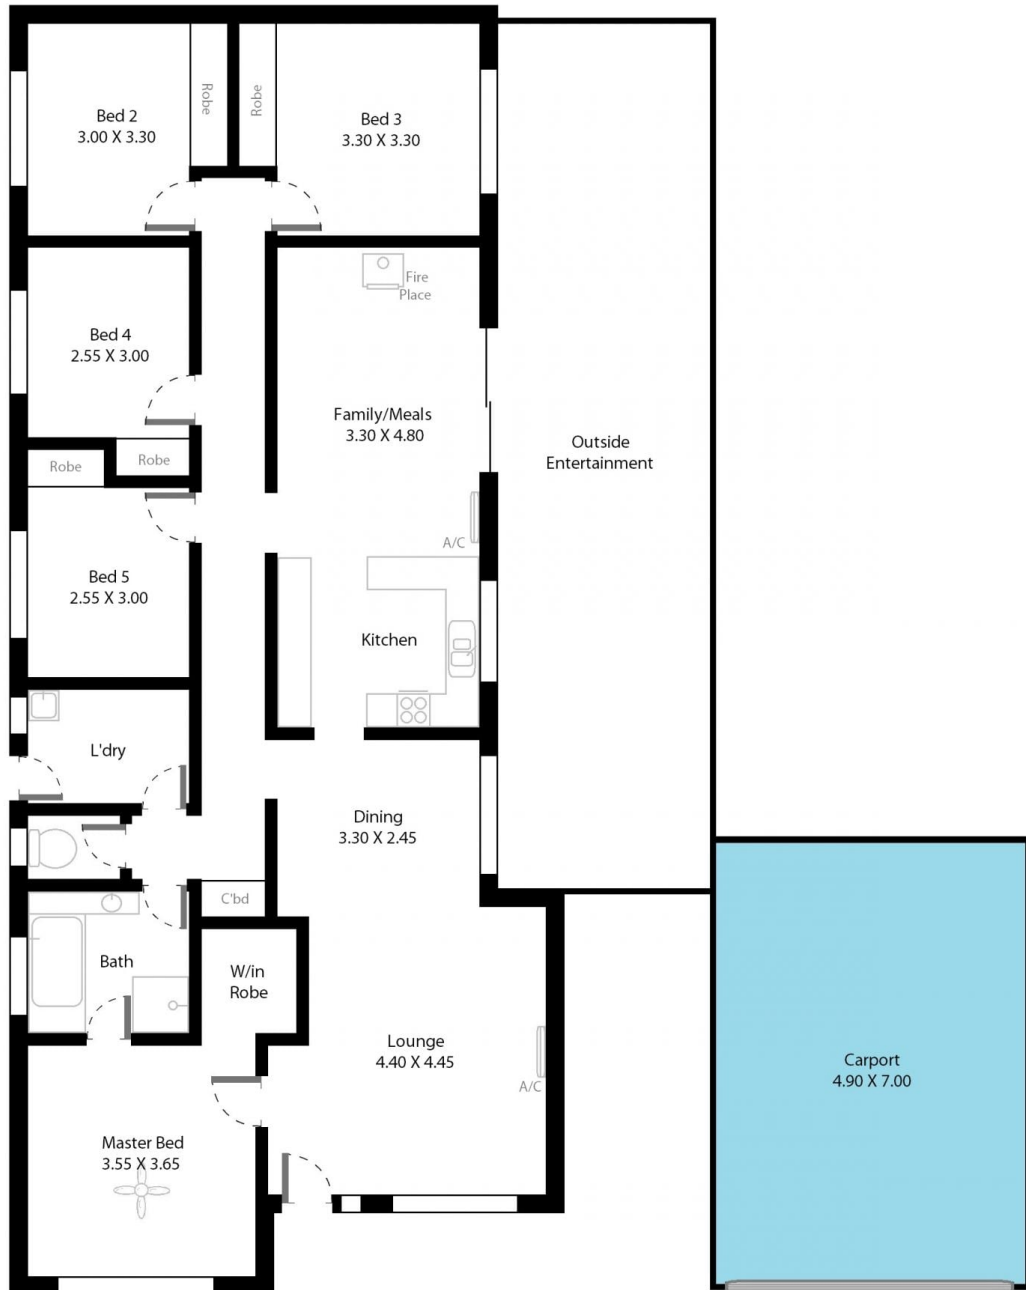 Bed 2
3.00 X 3.30
Robe
Robe
Bed 3
3.30 X 3.30
Fire
Place
Bed 4
2.55 X 3.00
Family/Meals
3.30 X 4.80
Outside
Entertainment
Robe
Robe
A/C
Bed 5
2.55 X 3.00
Kitchen
L'dry
Dining
3.30 X 2.45
C'bd
Bath
W/in
Robe
Lounge
4.40 X 4.45
A/C
Carport
4.90 X 7.00
Master Bed
3.55 X 3.65